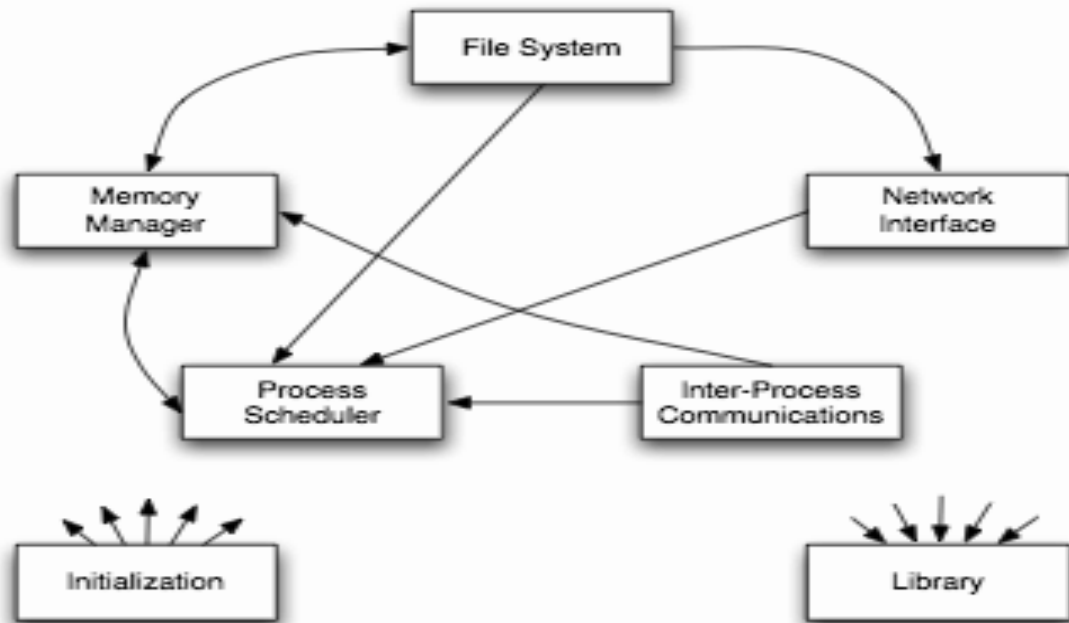 File System
Memory
Manager
Network
Interface
Process
Scheduler
Inter-Process
Communications
Initialization
Library